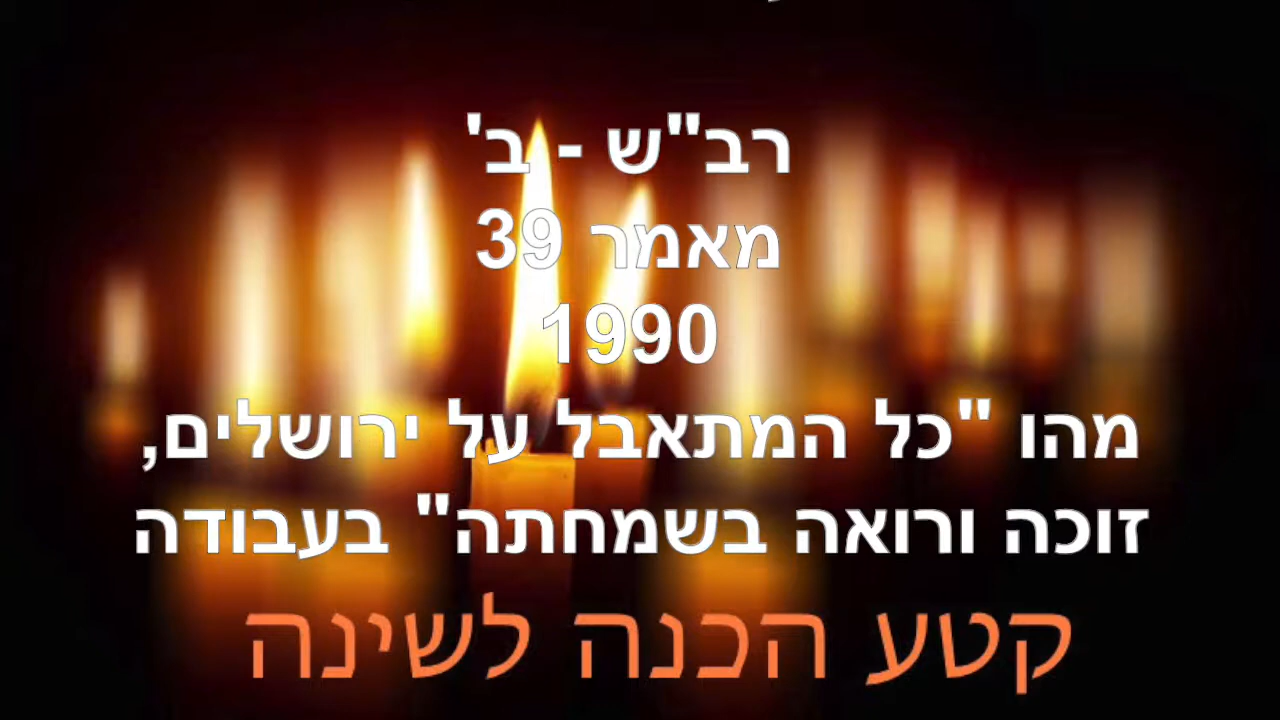 רב"ש - ב'
מאמר 39
1990
מהו "כל המתאבל על ירושלים,
זוכה ורואה בשמחתה" בעבודה
קטע הכנה לשינה